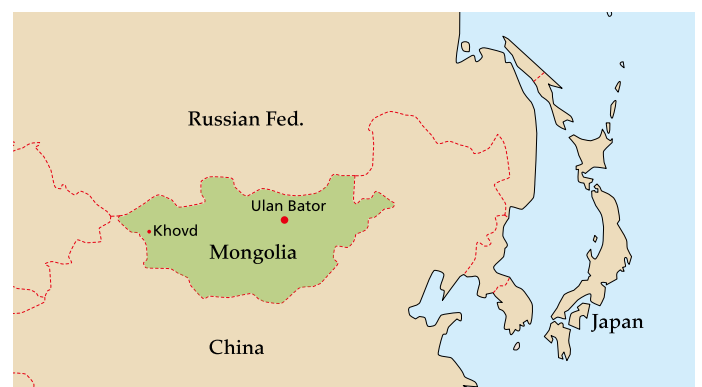 Russian Fed.
Ulan Bator
Khovd
Mongolia
Japan
China